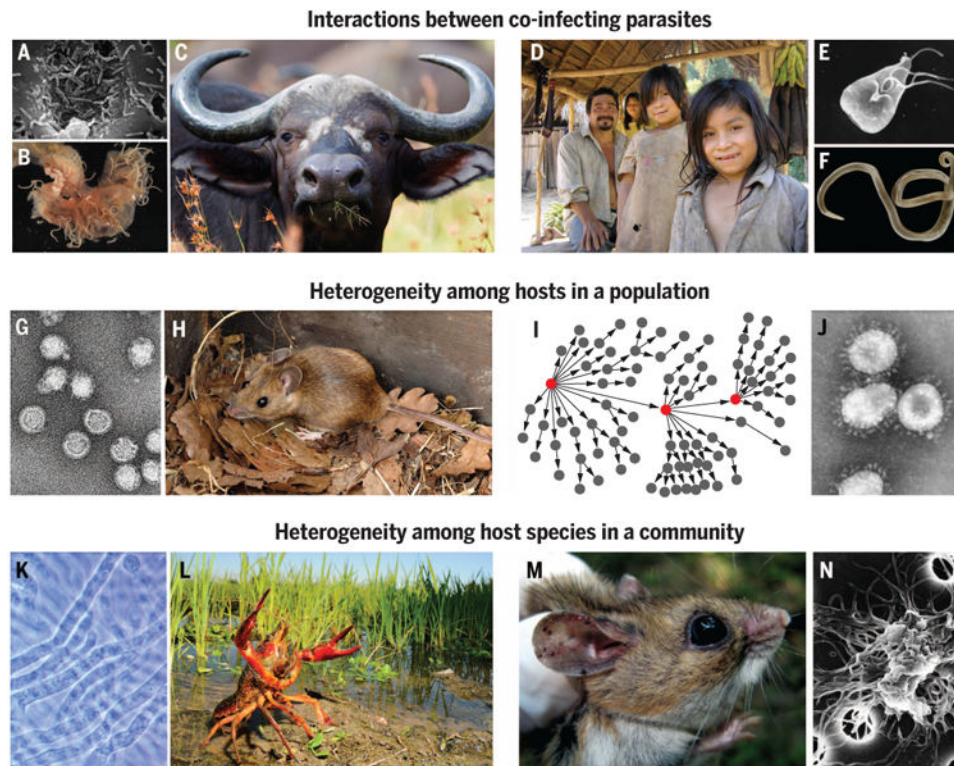 Interactions between co-infecting parasites
A
C
D
E
B
F
Heterogeneity among hosts in a population
G
H
I
J
Heterogeneity among host species in a community
K
L
M
N